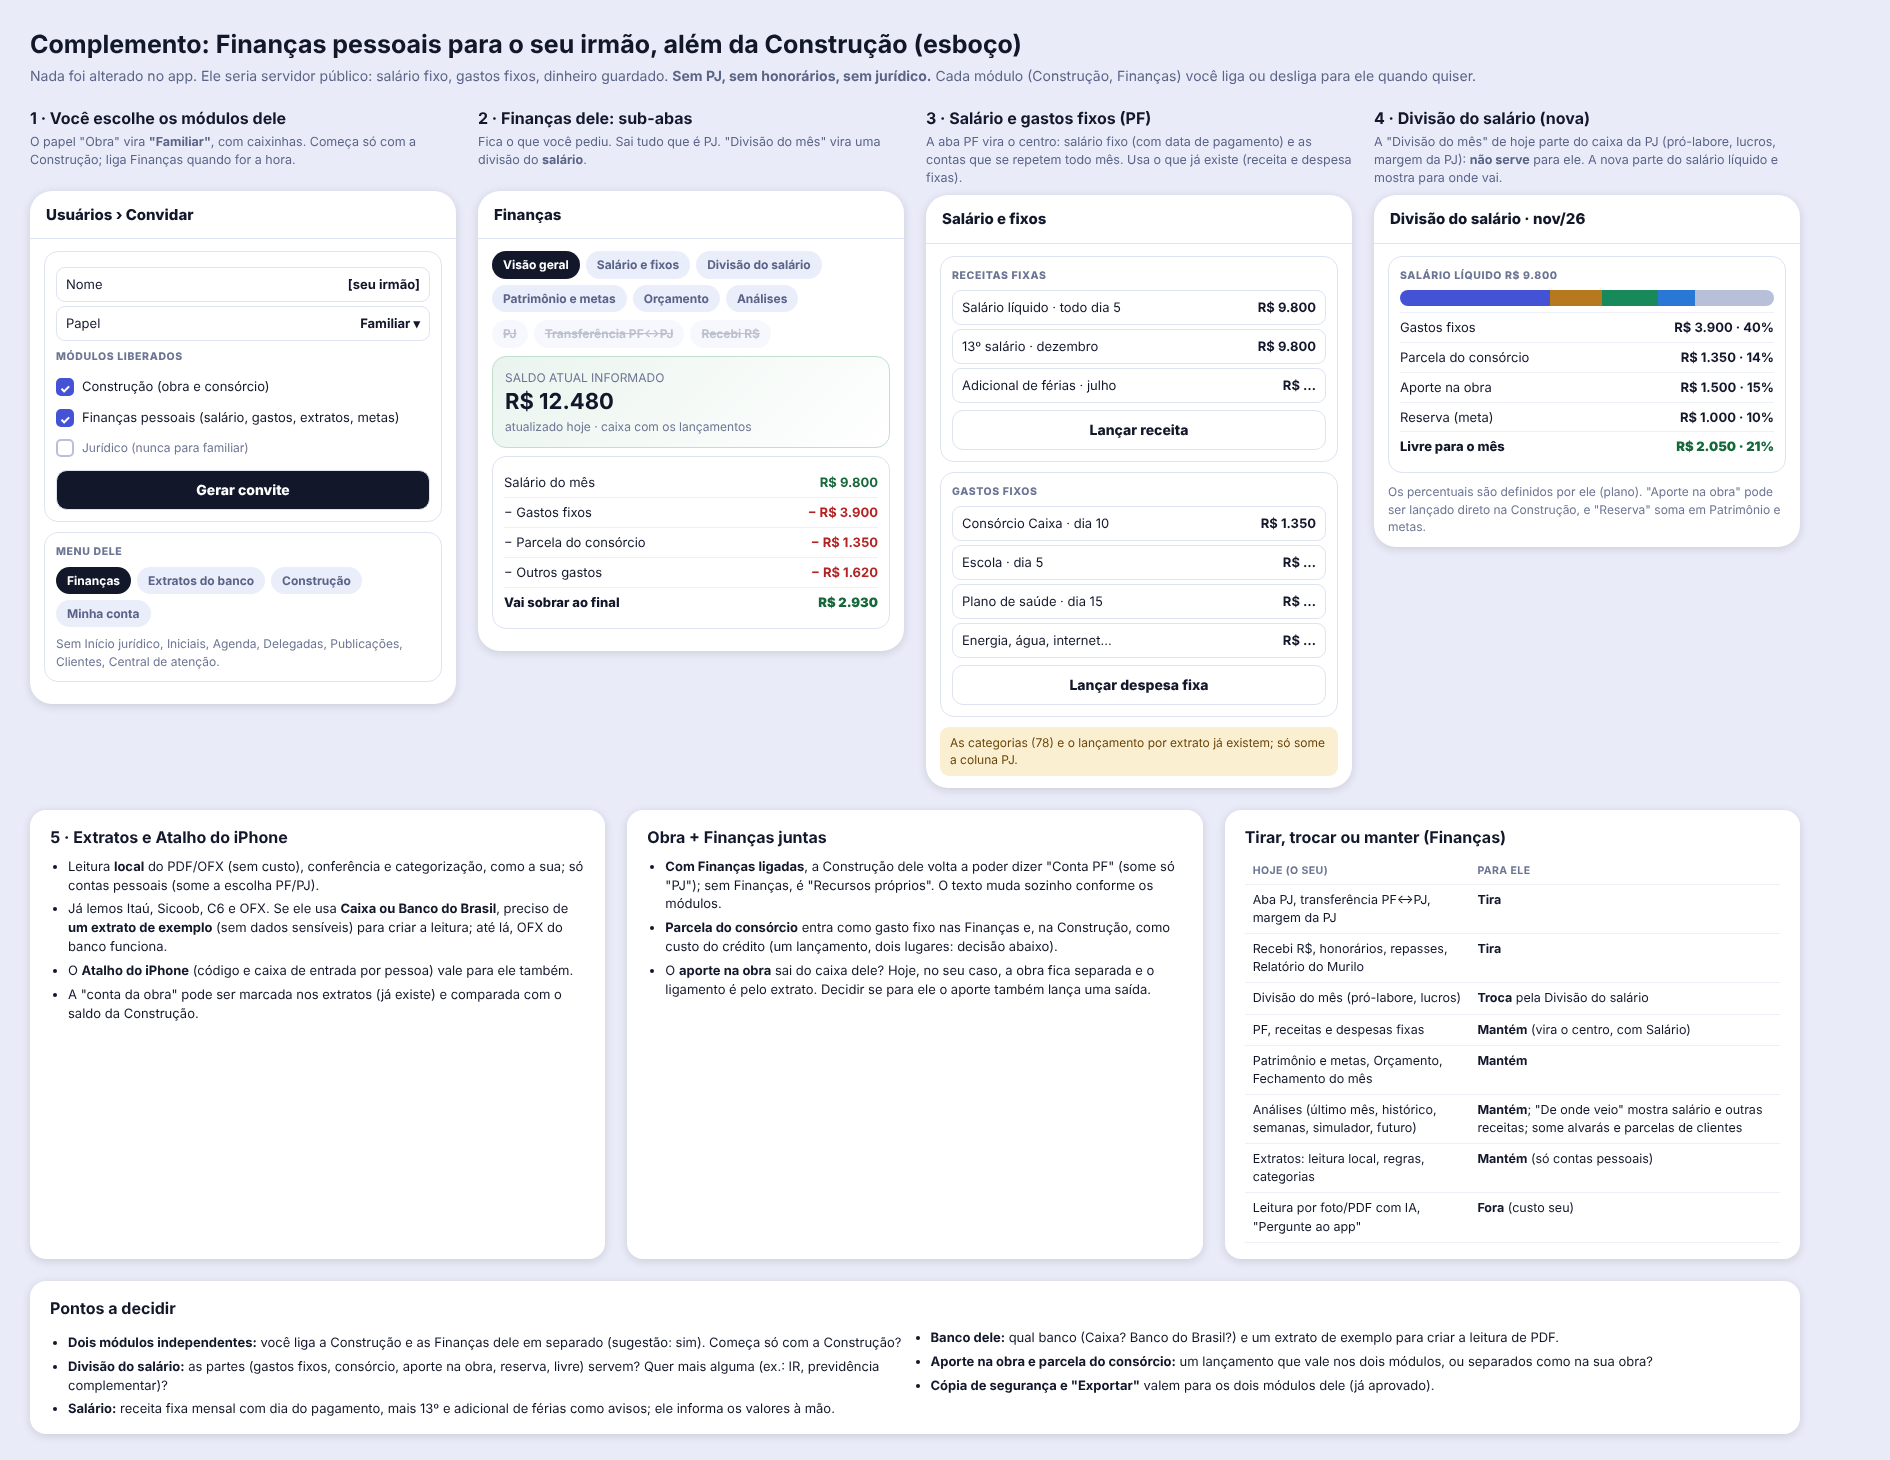 Complemento: Finanças pessoais para o seu irmão, além da Construção (esboço)
Nada foi alterado no app. Ele seria servidor público: salário fixo, gastos fixos, dinheiro guardado. Sem PJ, sem honorários, sem jurídico. Cada módulo (Construção, Finanças) você liga ou desliga para ele quando quiser.
1 · Você escolhe os módulos dele
O papel "Obra" vira "Familiar", com caixinhas. Começa só com a
Construção; liga Finanças quando for a hora.
Usuários › Convidar
Nome [seu irmão]
Papel Familiar ▾
MÓDULOS LIBERADOS
Construção (obra e consórcio)
Finanças pessoais (salário, gastos, extratos, metas)
Jurídico (nunca para familiar)
Gerar convite
MENU DELE
Finanças Extratos do banco Construção
Minha conta
Sem Início jurídico, Iniciais, Agenda, Delegadas, Publicações,
Clientes, Central de atenção.
2 · Finanças dele: sub-abas
Fica o que você pediu. Sai tudo que é PJ. "Divisão do mês" vira uma
divisão do salário.
Finanças
Visão geral Salário e fixos Divisão do salário
Patrimônio e metas Orçamento Análises
PJ Transferência PF↔PJ Recebi R$
SALDO ATUAL INFORMADO
R$ 12.480
atualizado hoje · caixa com os lançamentos
Salário do mês R$ 9.800
− Gastos fixos − R$ 3.900
− Parcela do consórcio − R$ 1.350
− Outros gastos − R$ 1.620
Vai sobrar ao final R$ 2.930
3 · Salário e gastos fixos (PF)
A aba PF vira o centro: salário fixo (com data de pagamento) e as
contas que se repetem todo mês. Usa o que já existe (receita e despesa
fixas).
Salário e fixos
RECEITAS FIXAS
Salário líquido · todo dia 5 R$ 9.800
13º salário · dezembro R$ 9.800
Adicional de férias · julho R$ ...
Lançar receita
GASTOS FIXOS
Consórcio Caixa · dia 10 R$ 1.350
Escola · dia 5 R$ ...
Plano de saúde · dia 15 R$ ...
Energia, água, internet... R$ ...
Lançar despesa fixa
As categorias (78) e o lançamento por extrato já existem; só some
a coluna PJ.
4 · Divisão do salário (nova)
A "Divisão do mês" de hoje parte do caixa da PJ (pró-labore, lucros,
margem da PJ): não serve para ele. A nova parte do salário líquido e
mostra para onde vai.
Divisão do salário · nov/26
SALÁRIO LÍQUIDO R$ 9.800
Gastos fixos R$ 3.900 · 40%
Parcela do consórcio R$ 1.350 · 14%
Aporte na obra R$ 1.500 · 15%
Reserva (meta) R$ 1.000 · 10%
Livre para o mês R$ 2.050 · 21%
Os percentuais são definidos por ele (plano). "Aporte na obra" pode
ser lançado direto na Construção, e "Reserva" soma em Patrimônio e
metas.
5 · Extratos e Atalho do iPhone
• Leitura local do PDF/OFX (sem custo), conferência e categorização, como a sua; só
contas pessoais (some a escolha PF/PJ).
• Já lemos Itaú, Sicoob, C6 e OFX. Se ele usa Caixa ou Banco do Brasil, preciso de
um extrato de exemplo (sem dados sensíveis) para criar a leitura; até lá, OFX do
banco funciona.
• O Atalho do iPhone (código e caixa de entrada por pessoa) vale para ele também.
• A "conta da obra" pode ser marcada nos extratos (já existe) e comparada com o
saldo da Construção.
Obra + Finanças juntas
• Com Finanças ligadas, a Construção dele volta a poder dizer "Conta PF" (some só
"PJ"); sem Finanças, é "Recursos próprios". O texto muda sozinho conforme os
módulos.
• Parcela do consórcio entra como gasto fixo nas Finanças e, na Construção, como
custo do crédito (um lançamento, dois lugares: decisão abaixo).
• O aporte na obra sai do caixa dele? Hoje, no seu caso, a obra fica separada e o
ligamento é pelo extrato. Decidir se para ele o aporte também lança uma saída.
Tirar, trocar ou manter (Finanças)
HOJE (O SEU) PARA ELE
Aba PJ, transferência PF↔PJ, Tira
margem da PJ
Recebi R$, honorários, repasses, Tira
Relatório do Murilo
Divisão do mês (pró-labore, lucros) Troca pela Divisão do salário
PF, receitas e despesas fixas Mantém (vira o centro, com Salário)
Patrimônio e metas, Orçamento, Mantém
Fechamento do mês
Análises (último mês, histórico, Mantém; "De onde veio" mostra salário e outras
semanas, simulador, futuro) receitas; some alvarás e parcelas de clientes
Extratos: leitura local, regras, Mantém (só contas pessoais)
categorias
Leitura por foto/PDF com IA, Fora (custo seu)
"Pergunte ao app"
Pontos a decidir
• Dois módulos independentes: você liga a Construção e as Finanças dele em separado (sugestão: sim). Começa só com a Construção?
• Divisão do salário: as partes (gastos fixos, consórcio, aporte na obra, reserva, livre) servem? Quer mais alguma (ex.: IR, previdência
complementar)?
• Salário: receita fixa mensal com dia do pagamento, mais 13º e adicional de férias como avisos; ele informa os valores à mão.
• Banco dele: qual banco (Caixa? Banco do Brasil?) e um extrato de exemplo para criar a leitura de PDF.
• Aporte na obra e parcela do consórcio: um lançamento que vale nos dois módulos, ou separados como na sua obra?
• Cópia de segurança e "Exportar" valem para os dois módulos dele (já aprovado).